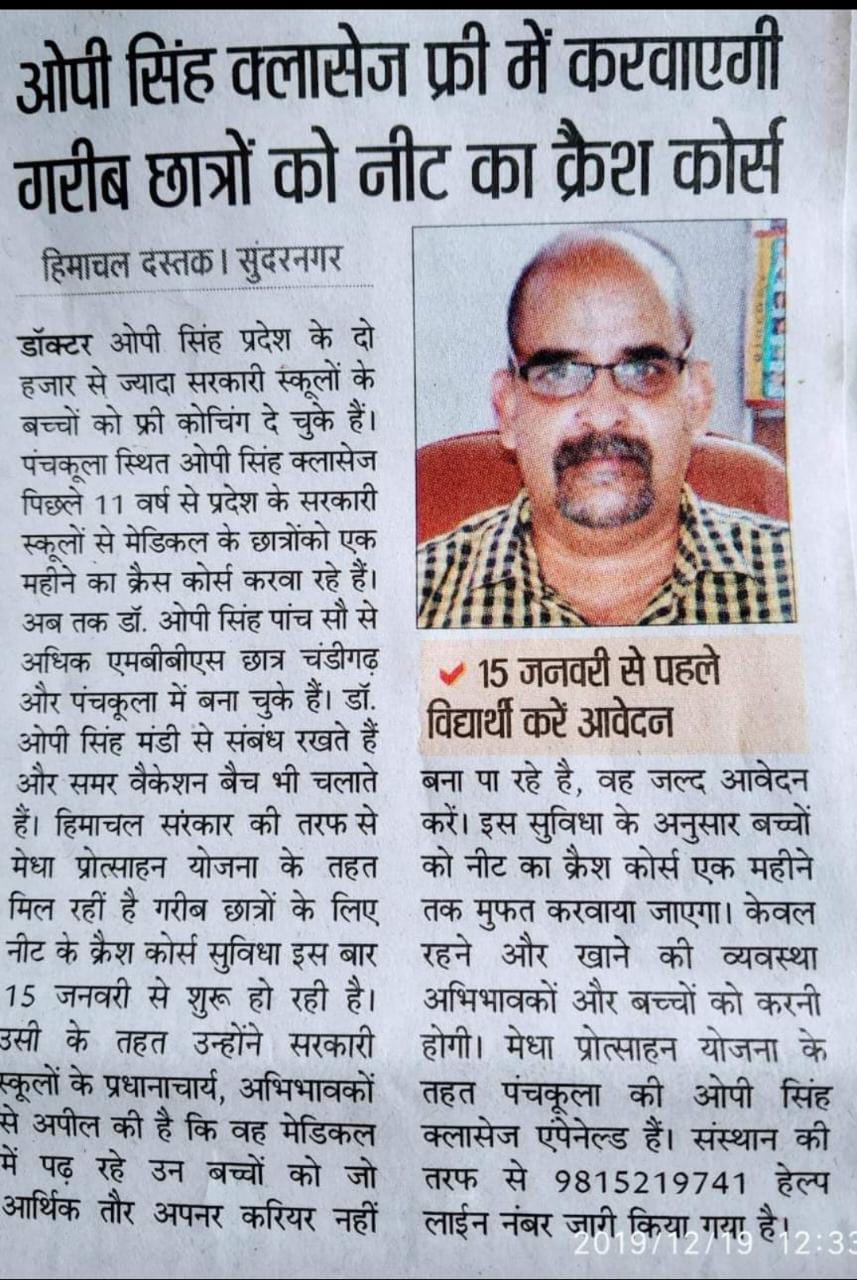 ओपी सिंह क्लासेज फ्री में करवाएगी
गरीब छात्रों को नीट का क्रैश कोर्स
हिमाचल दस्तक। सुंदरनगर
डॉक्टर ओपी सिंह प्रदेश के दो
हजार से ज्यादा सरकारी स्कूलों के
बच्चों को फ्री कोचिंग दे चुके हैं।
पंचकूला स्थित ओपी सिंह क्लासेज
पिछले 11 वर्ष से प्रदेश के सरकारी
स्कूलों से मेडिकल के छात्रोंको एक
महीने का क्रैस कोर्स करवा रहे हैं।
अब तक डॉ. ओपी सिंह पांच सौ से
अधिक एमबीबीएस छात्र चंडीगढ़
और पंचकूला में बना चुके हैं। डॉ.
ओपी सिंह मंडी से संबंध रखते हैं
और समर वैकेशन बैच भी चलाते
हैं। हिमाचल सरकार की तरफ से
मेधा प्रोत्साहन योजना के तहत
मिल रहीं है गरीब छात्रों के लिए
नीट के क्रैश कोर्स सुविधा इस बार
15 जनवरी से शुरू हो रही है।
उसी के तहत उन्होंने सरकारी
स्कूलों के प्रधानाचार्य, अभिभावकों
से अपील की है कि वह मेडिकल
में पढ़ रहे उन बच्चों को जो
आर्थिक तौर अपनर करियर नहीं
15 जनवरी से पहले
विद्यार्थी करें आवेदन
बना पा रहे है, वह जल्द आवेदन
करें। इस सुविधा के अनुसार बच्चों
को नीट का क्रैश कोर्स एक महीने
तक मुफत करवाया जाएगा। केवल
रहने और खाने की व्यवस्था
अभिभावकों और बच्चों को करनी
होगी। मेधा प्रोत्साहन योजना के
तहत पंचकूला की ओपी सिंह
क्लासेज एंपेनेल्ड हैं। संस्थान की
तरफ से 9815219741 हेल्प
लाईन नंबर जारी किया गया है।
2019/12/19 12:33